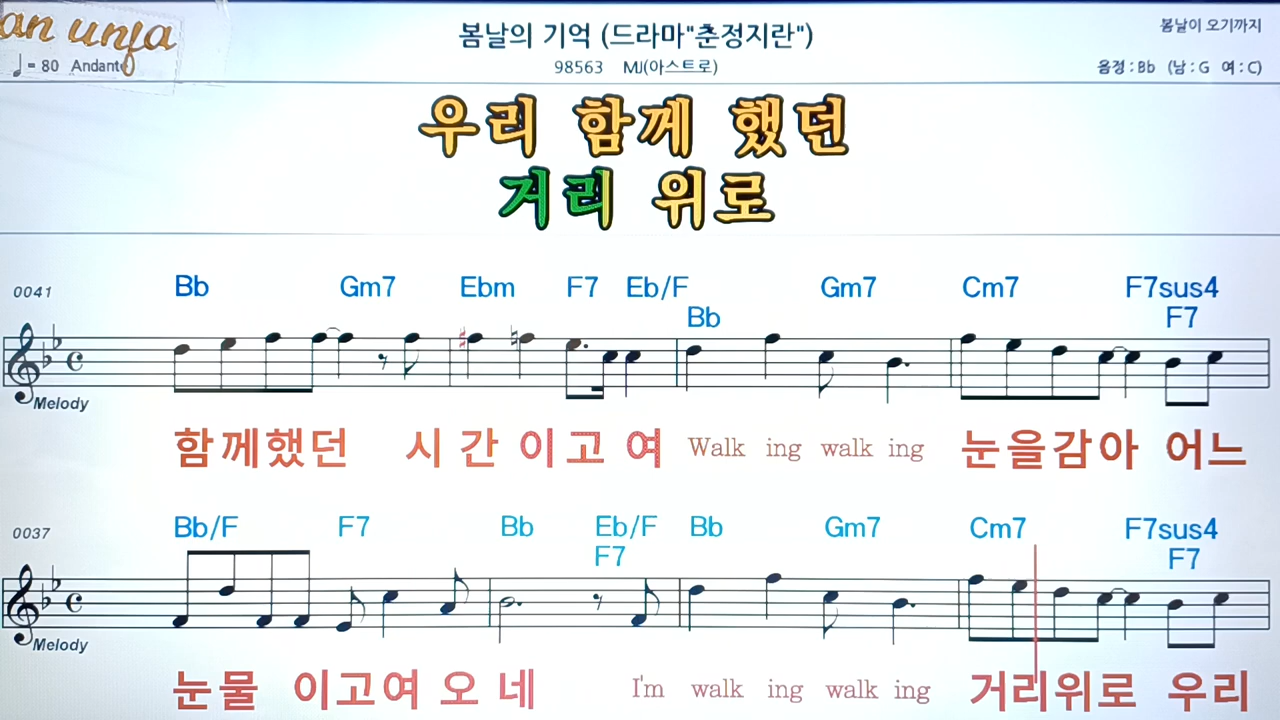 an unfa
봄날의 기억 (드라마"춘정지란")
봄날이 오기까지
♩ = 80 Andante
98563 MJ(아스트로)
음정 : Bb (남 : G 여 : C)
우리 함께 했던
거리 위로
0041
Bb Gm7 Ebm F7 Eb/F Gm7 Cm7 F7sus4
Bb F7
Melody
함께했던 시간이고여 Walk ing walk ing 눈을감아 어느
0037
Bb/F F7 Bb Eb/F Bb Gm7 Cm7 F7sus4
F7 F7
Melody
눈물 이고여오네 I'm walk ing walk ing 거리위로 우리